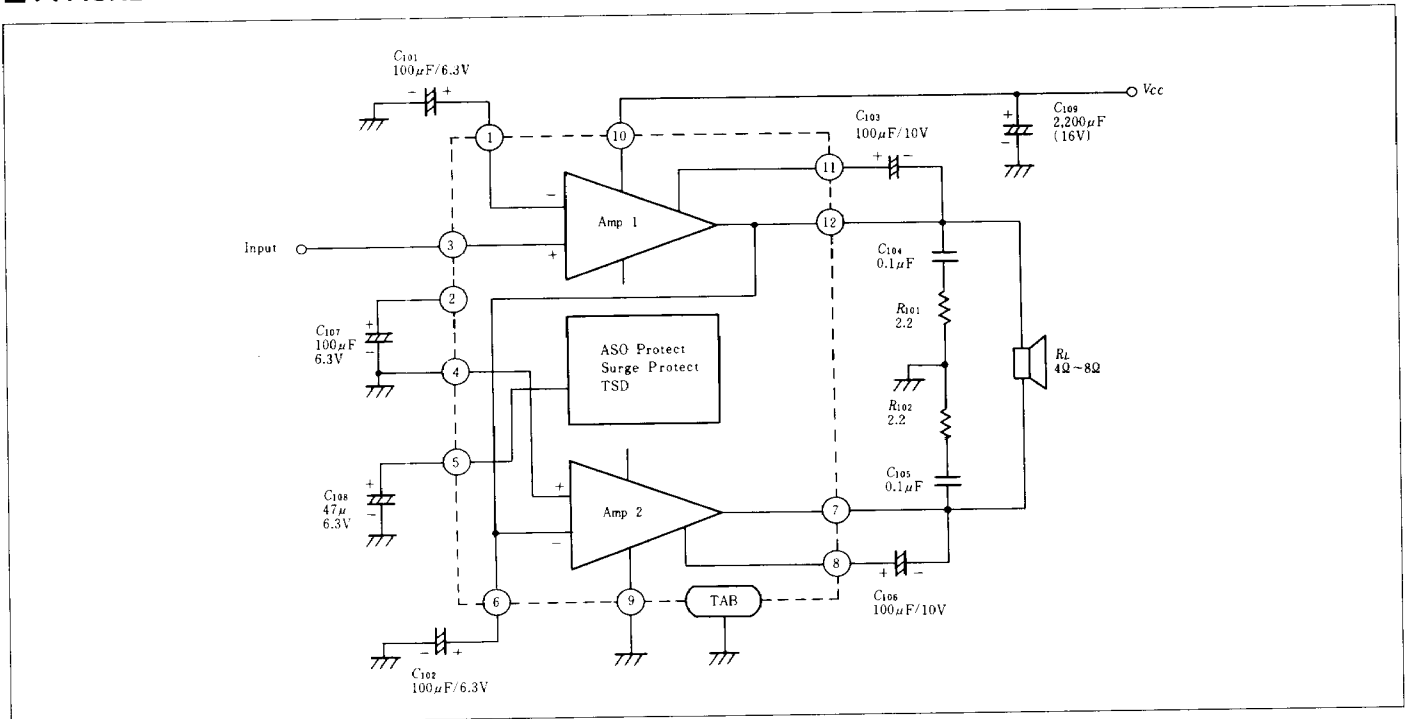 C101
100μF/6.3V
Vcc
C109
2,200μF
(16V)
C103
100μF/10V
1
10
11
Amp 1
12
Input
3
C104
0.1μF
2
R101
2.2
C107
100μF
6.3V
ASO Protect
Surge Protect
TSD
RL
4Ω~8Ω
4
R102
2.2
5
C105
0.1μF
C108
47μ
6.3V
Amp 2
7
8
6
9
TAB
C106
100μF/10V
C102
100μF/6.3V